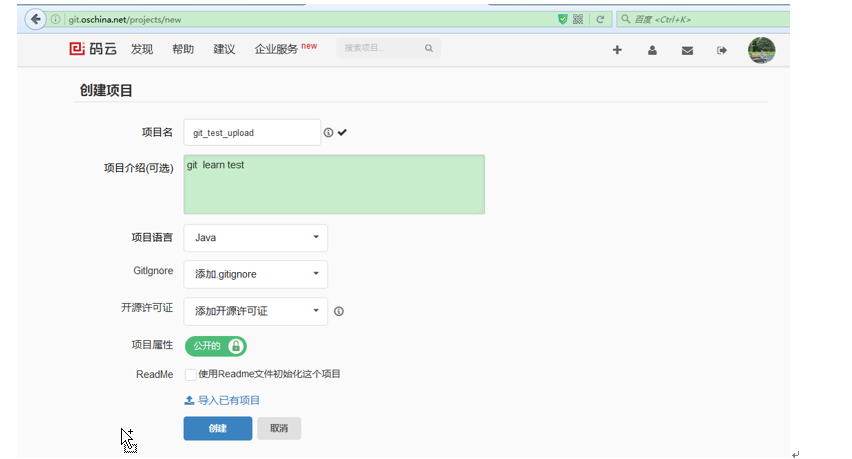 git.oschina.net/projects/new
百度 <Ctrl+K>
码云 发现 帮助 建议 企业服务 new 搜索项目...
创建项目
项目名 git_test_upload
项目介绍(可选) git learn test
项目语言 Java
GitIgnore 添加.gitignore
开源许可证 添加开源许可证
项目属性 公开的
ReadMe 使用Readme文件初始化这个项目
导入已有项目
创建 取消